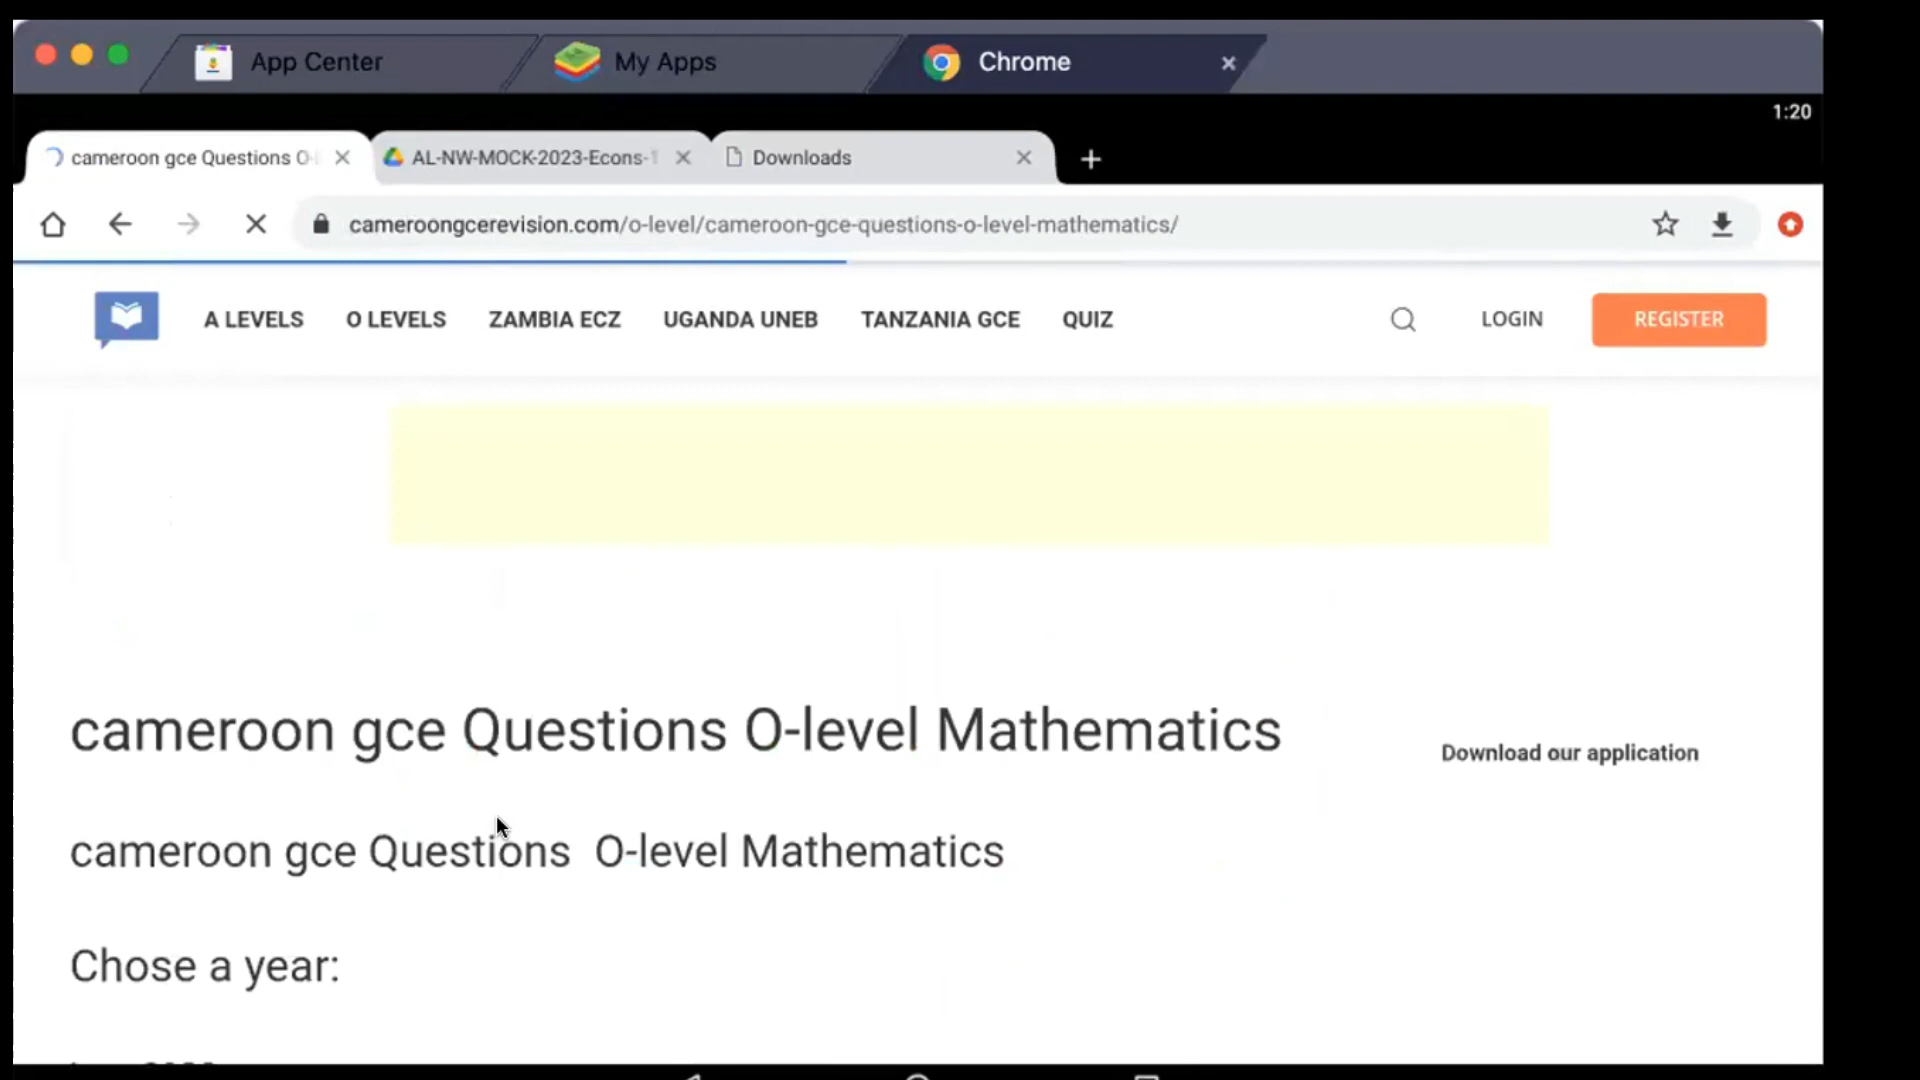 App Center
My Apps
Chrome
1:20
cameroon gce Questions O-l
AL-NW-MOCK-2023-Econs-1
Downloads
cameroongcerevision.com/o-level/cameroon-gce-questions-o-level-mathematics/
A LEVELS
O LEVELS
ZAMBIA ECZ
UGANDA UNEB
TANZANIA GCE
QUIZ
LOGIN
REGISTER
cameroon gce Questions O-level Mathematics
Download our application
cameroon gce Questions O-level Mathematics
Chose a year: